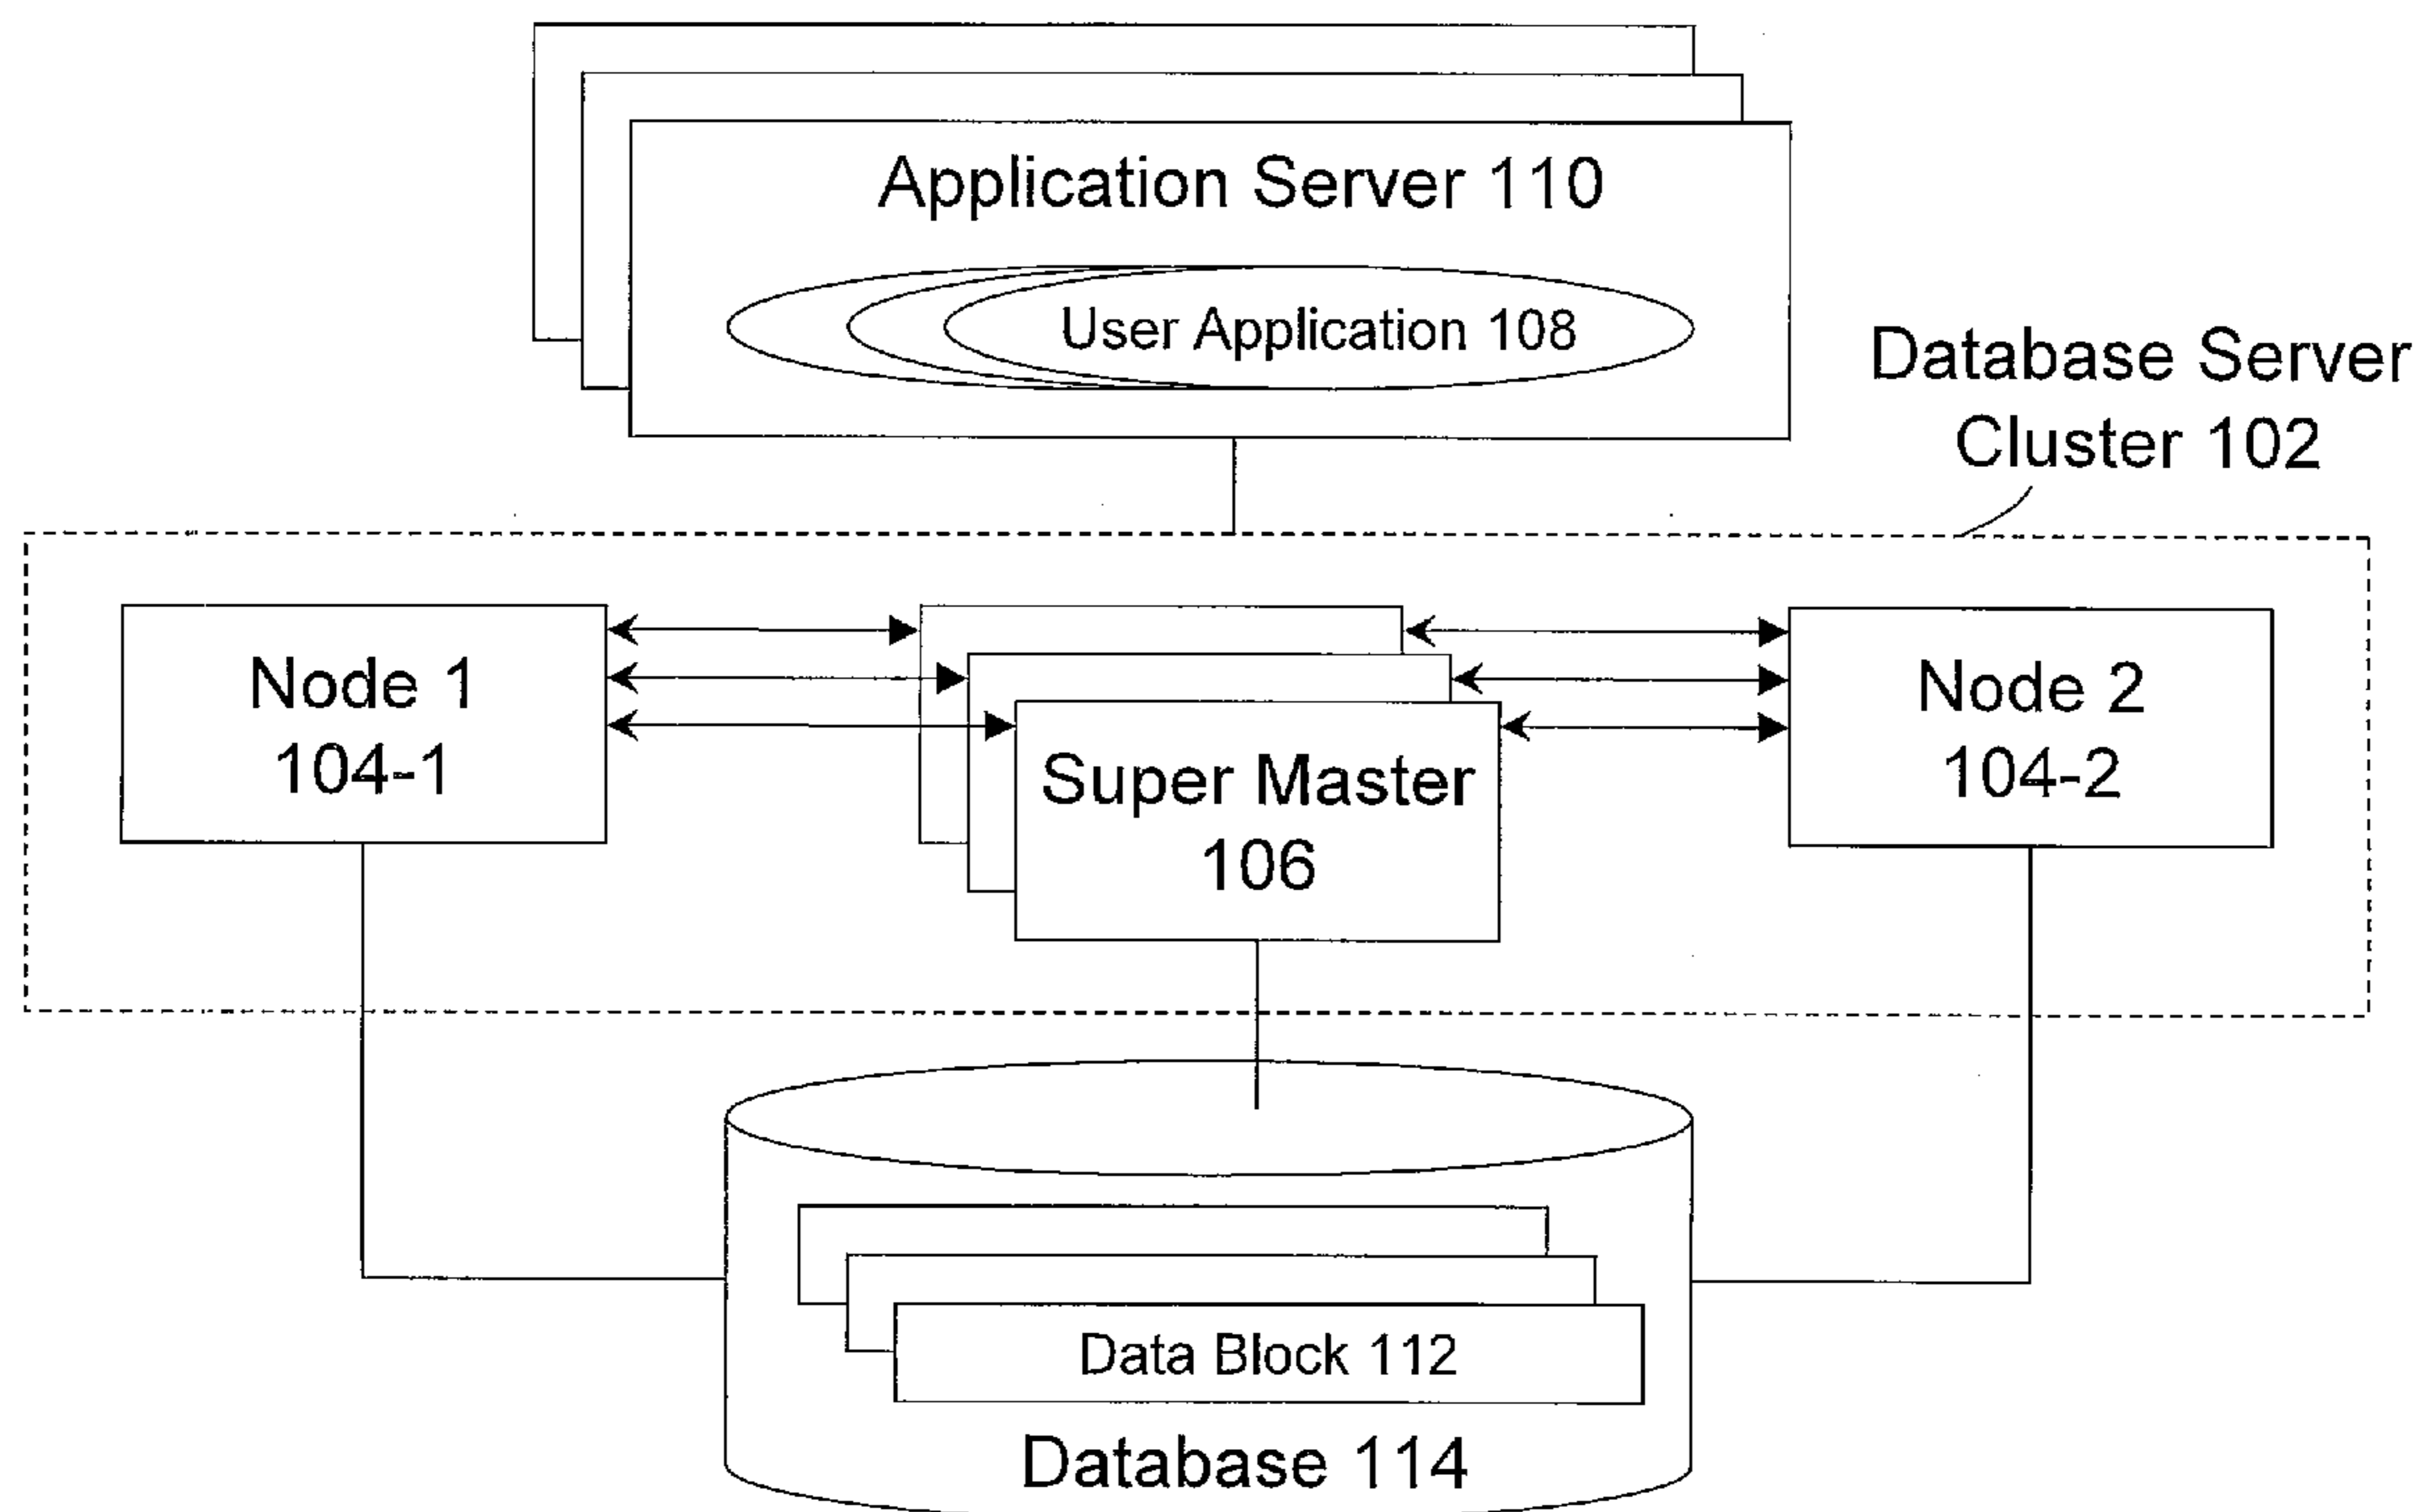 Application Server 110
User Application 108
Database Server
Cluster 102
Node 1
104-1
Super Master
106
Node 2
104-2
Data Block 112
Database 114